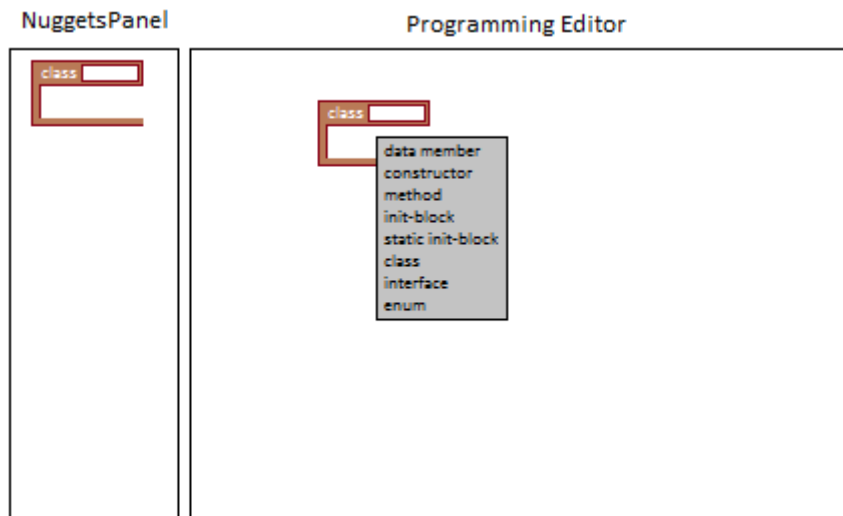 NuggetsPanel
Programming Editor
class
class
data member
constructor
method
init-block
static init-block
class
interface
enum